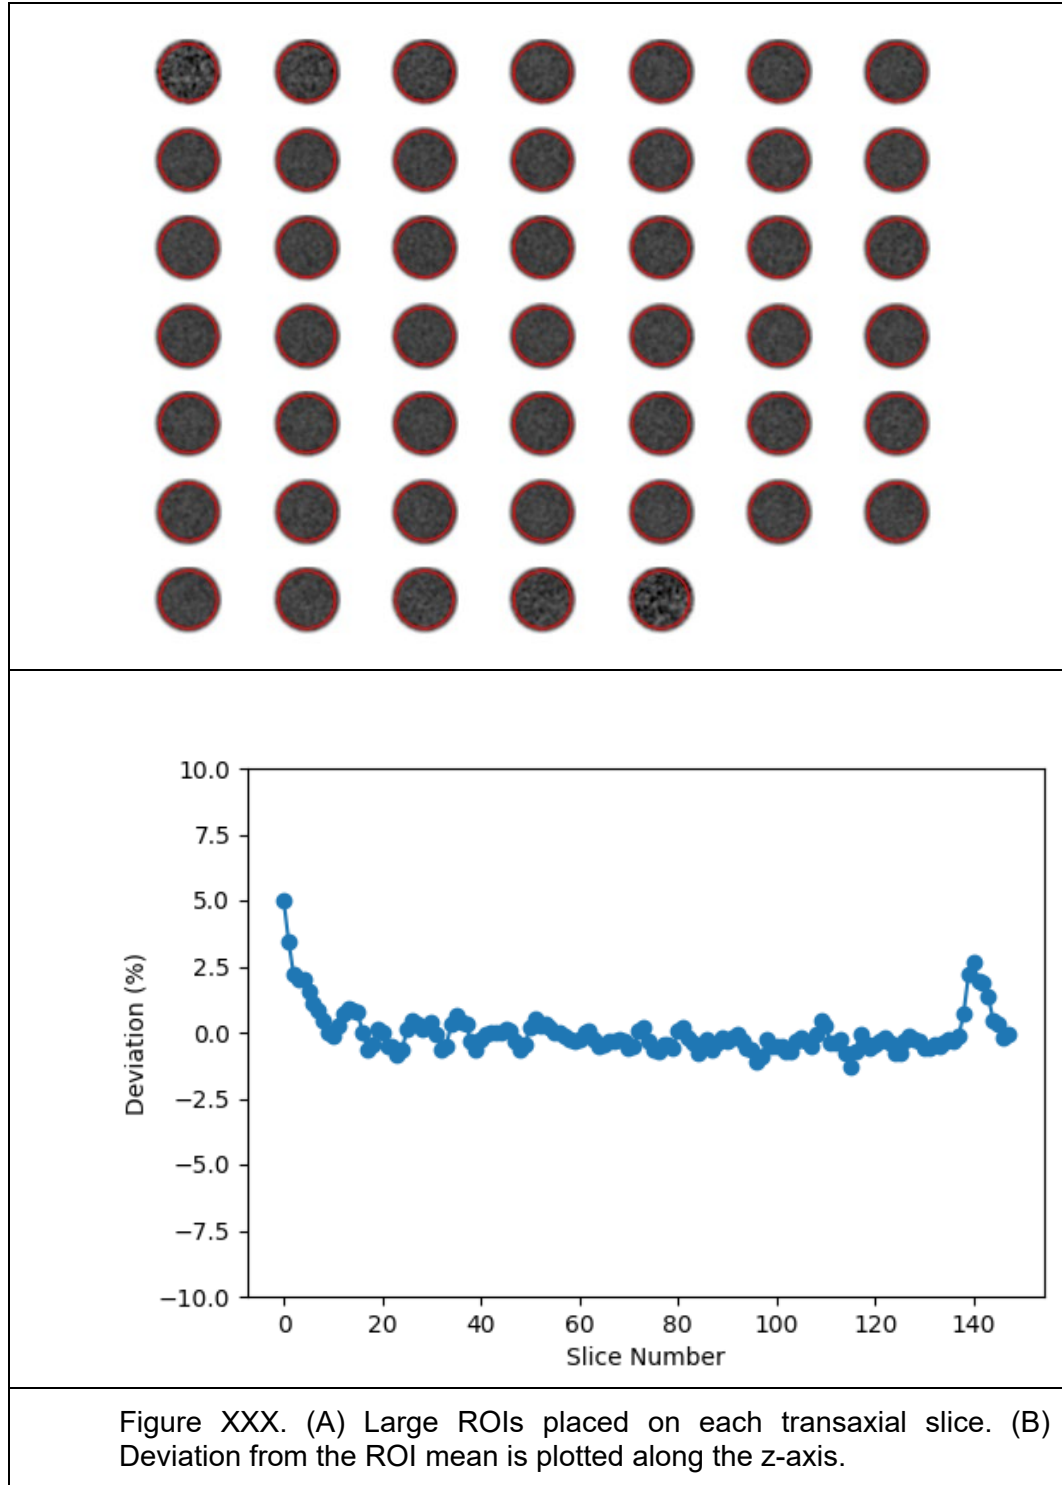 10.0
7.5
5.0
2.5
0.0
−2.5
−5.0
−7.5
−10.0
Deviation (%)
0 20 40 60 80 100 120 140
Slice Number
Figure XXX. (A) Large ROIs placed on each transaxial slice. (B)
Deviation from the ROI mean is plotted along the z-axis.